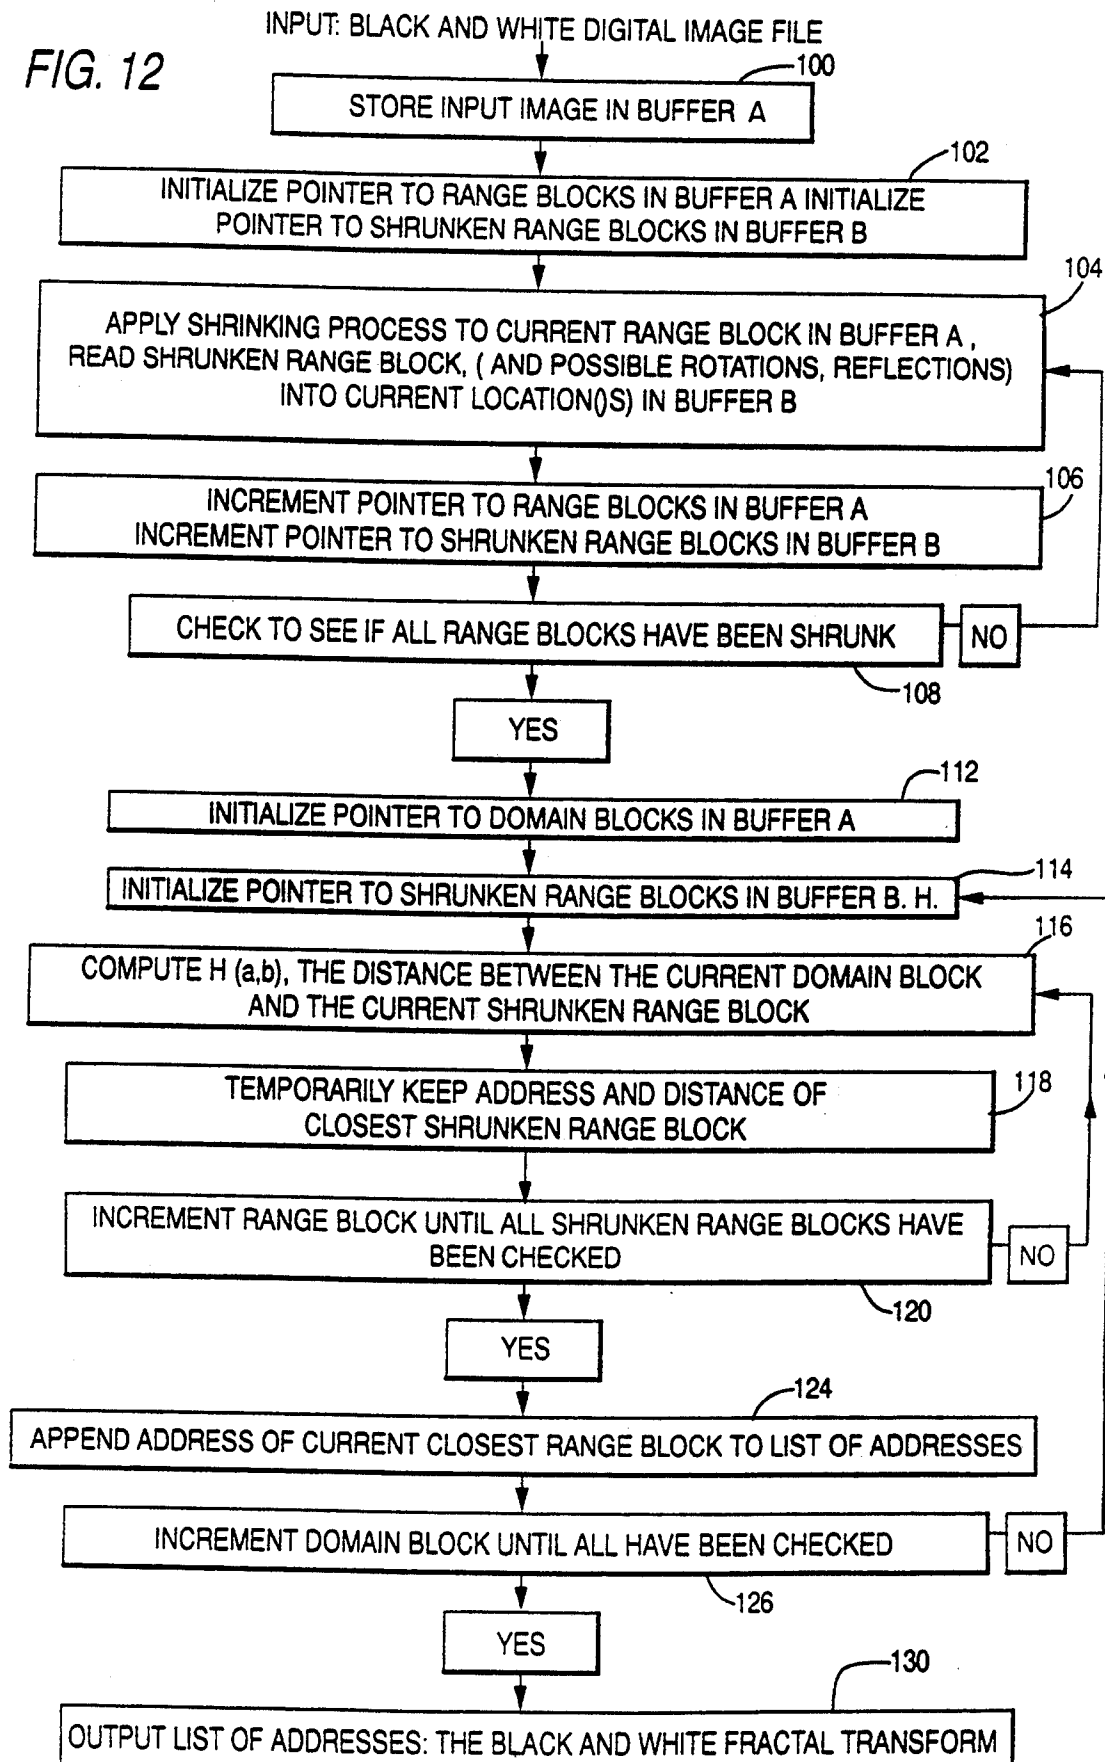 INPUT: BLACK AND WHITE DIGITAL IMAGE FILE
FIG. 12
100
STORE INPUT IMAGE IN BUFFER A
102
INITIALIZE POINTER TO RANGE BLOCKS IN BUFFER A INITIALIZE
POINTER TO SHRUNKEN RANGE BLOCKS IN BUFFER B
104
APPLY SHRINKING PROCESS TO CURRENT RANGE BLOCK IN BUFFER A ,
READ SHRUNKEN RANGE BLOCK, ( AND POSSIBLE ROTATIONS, REFLECTIONS)
INTO CURRENT LOCATION()S) IN BUFFER B
106
INCREMENT POINTER TO RANGE BLOCKS IN BUFFER A
INCREMENT POINTER TO SHRUNKEN RANGE BLOCKS IN BUFFER B
CHECK TO SEE IF ALL RANGE BLOCKS HAVE BEEN SHRUNK
NO
108
YES
112
INITIALIZE POINTER TO DOMAIN BLOCKS IN BUFFER A
114
INITIALIZE POINTER TO SHRUNKEN RANGE BLOCKS IN BUFFER B. H.
116
COMPUTE H (a,b), THE DISTANCE BETWEEN THE CURRENT DOMAIN BLOCK
AND THE CURRENT SHRUNKEN RANGE BLOCK
118
TEMPORARILY KEEP ADDRESS AND DISTANCE OF
CLOSEST SHRUNKEN RANGE BLOCK
INCREMENT RANGE BLOCK UNTIL ALL SHRUNKEN RANGE BLOCKS HAVE
BEEN CHECKED
NO
120
YES
124
APPEND ADDRESS OF CURRENT CLOSEST RANGE BLOCK TO LIST OF ADDRESSES
INCREMENT DOMAIN BLOCK UNTIL ALL HAVE BEEN CHECKED
NO
126
YES
130
OUTPUT LIST OF ADDRESSES: THE BLACK AND WHITE FRACTAL TRANSFORM